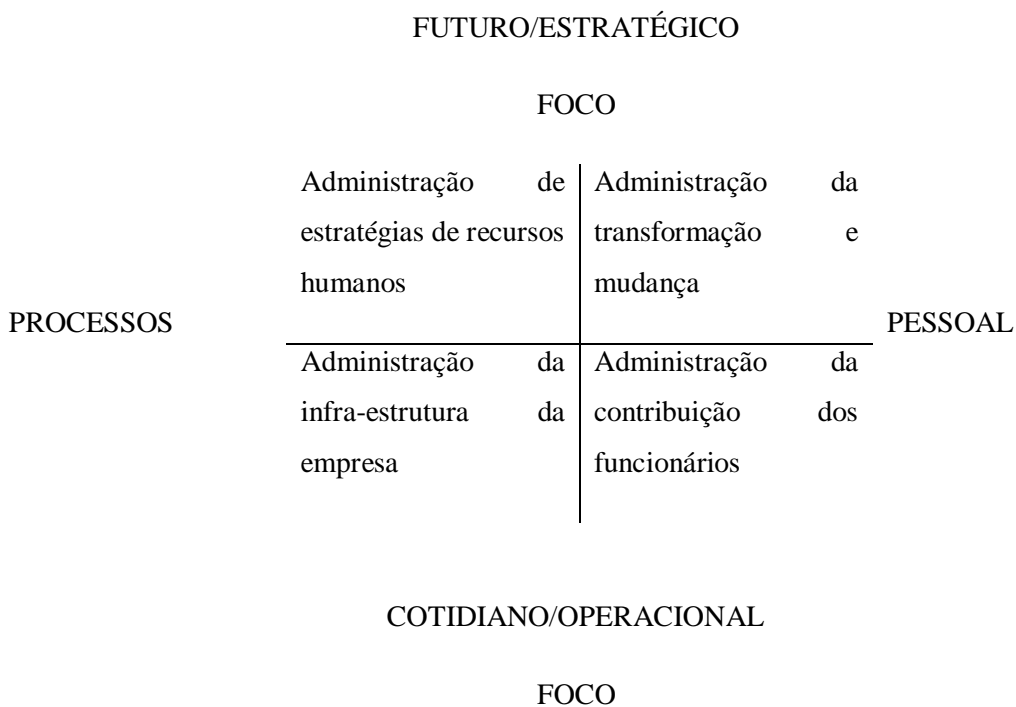 FUTURO/ESTRATÉGICO
FOCO
Administração de
estratégias de recursos
humanos
Administração da
transformação e
mudança
PROCESSOS
PESSOAL
Administração da
infra-estrutura da
empresa
Administração da
contribuição dos
funcionários
COTIDIANO/OPERACIONAL
FOCO